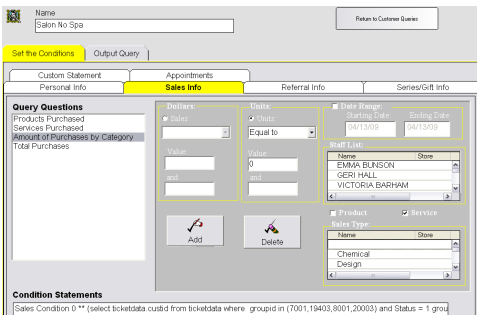 Name
Salon No Spa
Return to Customer Queries
Set the Conditions
Output Query
Custom Statement
Appointments
Personal Info
Sales Info
Referral Info
Series/Gift Info
Query Questions
Products Purchased
Services Purchased
Amount of Purchases by Category
Total Purchases
Dollars:
Sales
Value
and
Units:
Units
Equal to
Value
0
and
Date Range:
Starting Date
Ending Date
04/13/09
04/13/09
Staff List:
Name
Store
EMMA BUNSON
GERI HALL
VICTORIA BARHAM
Add
Delete
Product
Service
Sales Type:
Name
Store
Chemical
Design
Condition Statements
Sales Condition 0 ** (select ticketdata.custid from ticketdata where groupid in (7001,19403,8001,20003) and Status = 1 grou